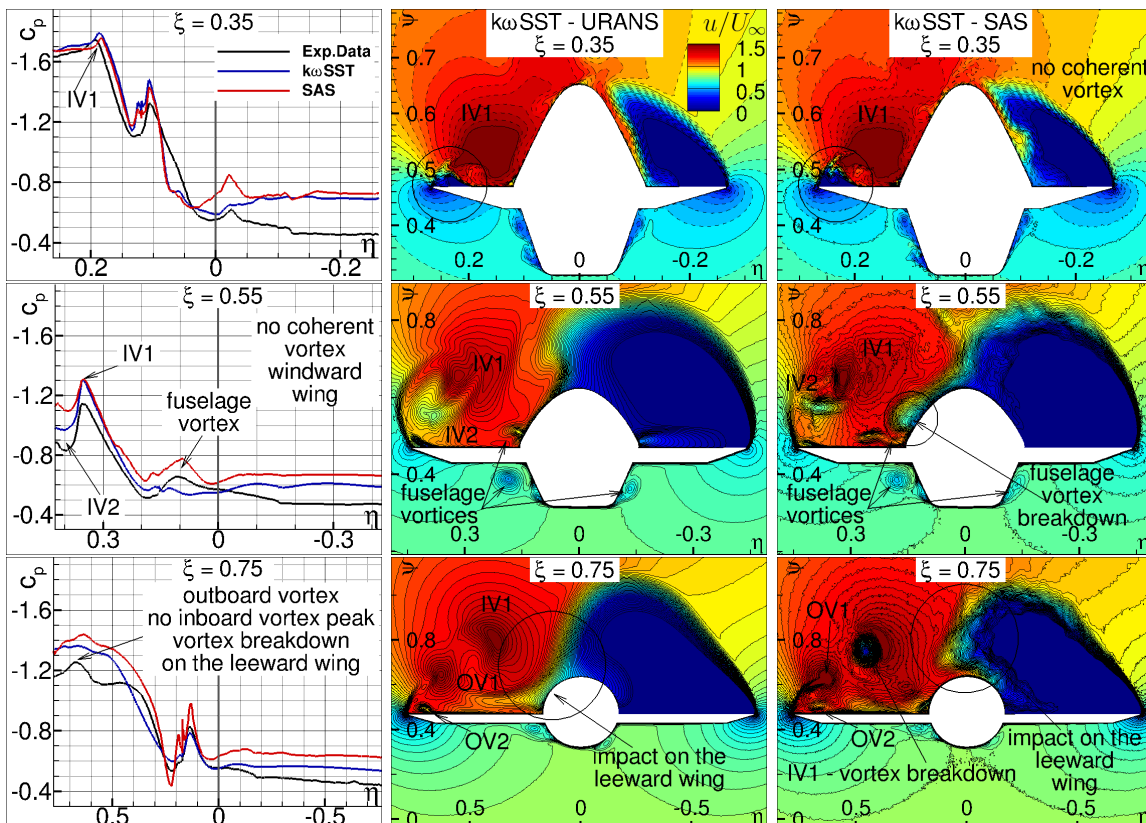 ξ = 0.35
c_p
-1.6
-1.2
-0.8
-0.4
Exp.Data
kωSST
SAS
IV1
0.2
0
-0.2
η
kωSST - URANS
ξ = 0.35
u/U∞
1.5
1
0.5
0
ψ
0.7
0.6
0.5
0.4
IV1
0.2
0
-0.2
η
kωSST - SAS
ξ = 0.35
no coherent
vortex
ψ
0.7
0.6
0.5
0.4
IV1
0.2
0
-0.2
η
ξ = 0.55
c_p
-1.6
-1.2
-0.8
-0.4
IV1
no coherent
vortex
windward
wing
fuselage
vortex
IV2
0.3
0
-0.3
η
ξ = 0.55
ψ
0.8
0.4
IV1
IV2
fuselage
vortices
0.3
0
-0.3
η
ξ = 0.55
ψ
0.8
0.4
IV1
IV2
fuselage
vortices
fuselage
vortex
breakdown
0.3
0
-0.3
η
ξ = 0.75
c_p
-1.6
-1.2
-0.8
-0.4
outboard vortex
no inboard vortex peak
vortex breakdown
on the leeward wing
0.5
0
-0.5
η
ξ = 0.75
ψ
0.8
0.4
IV1
OV1
OV2
impact on the
leeward wing
0.5
0
-0.5
η
ξ = 0.75
ψ
0.8
0.4
OV1
OV2
IV1 - vortex breakdown
impact on the
leeward
wing
0.5
0
-0.5
η